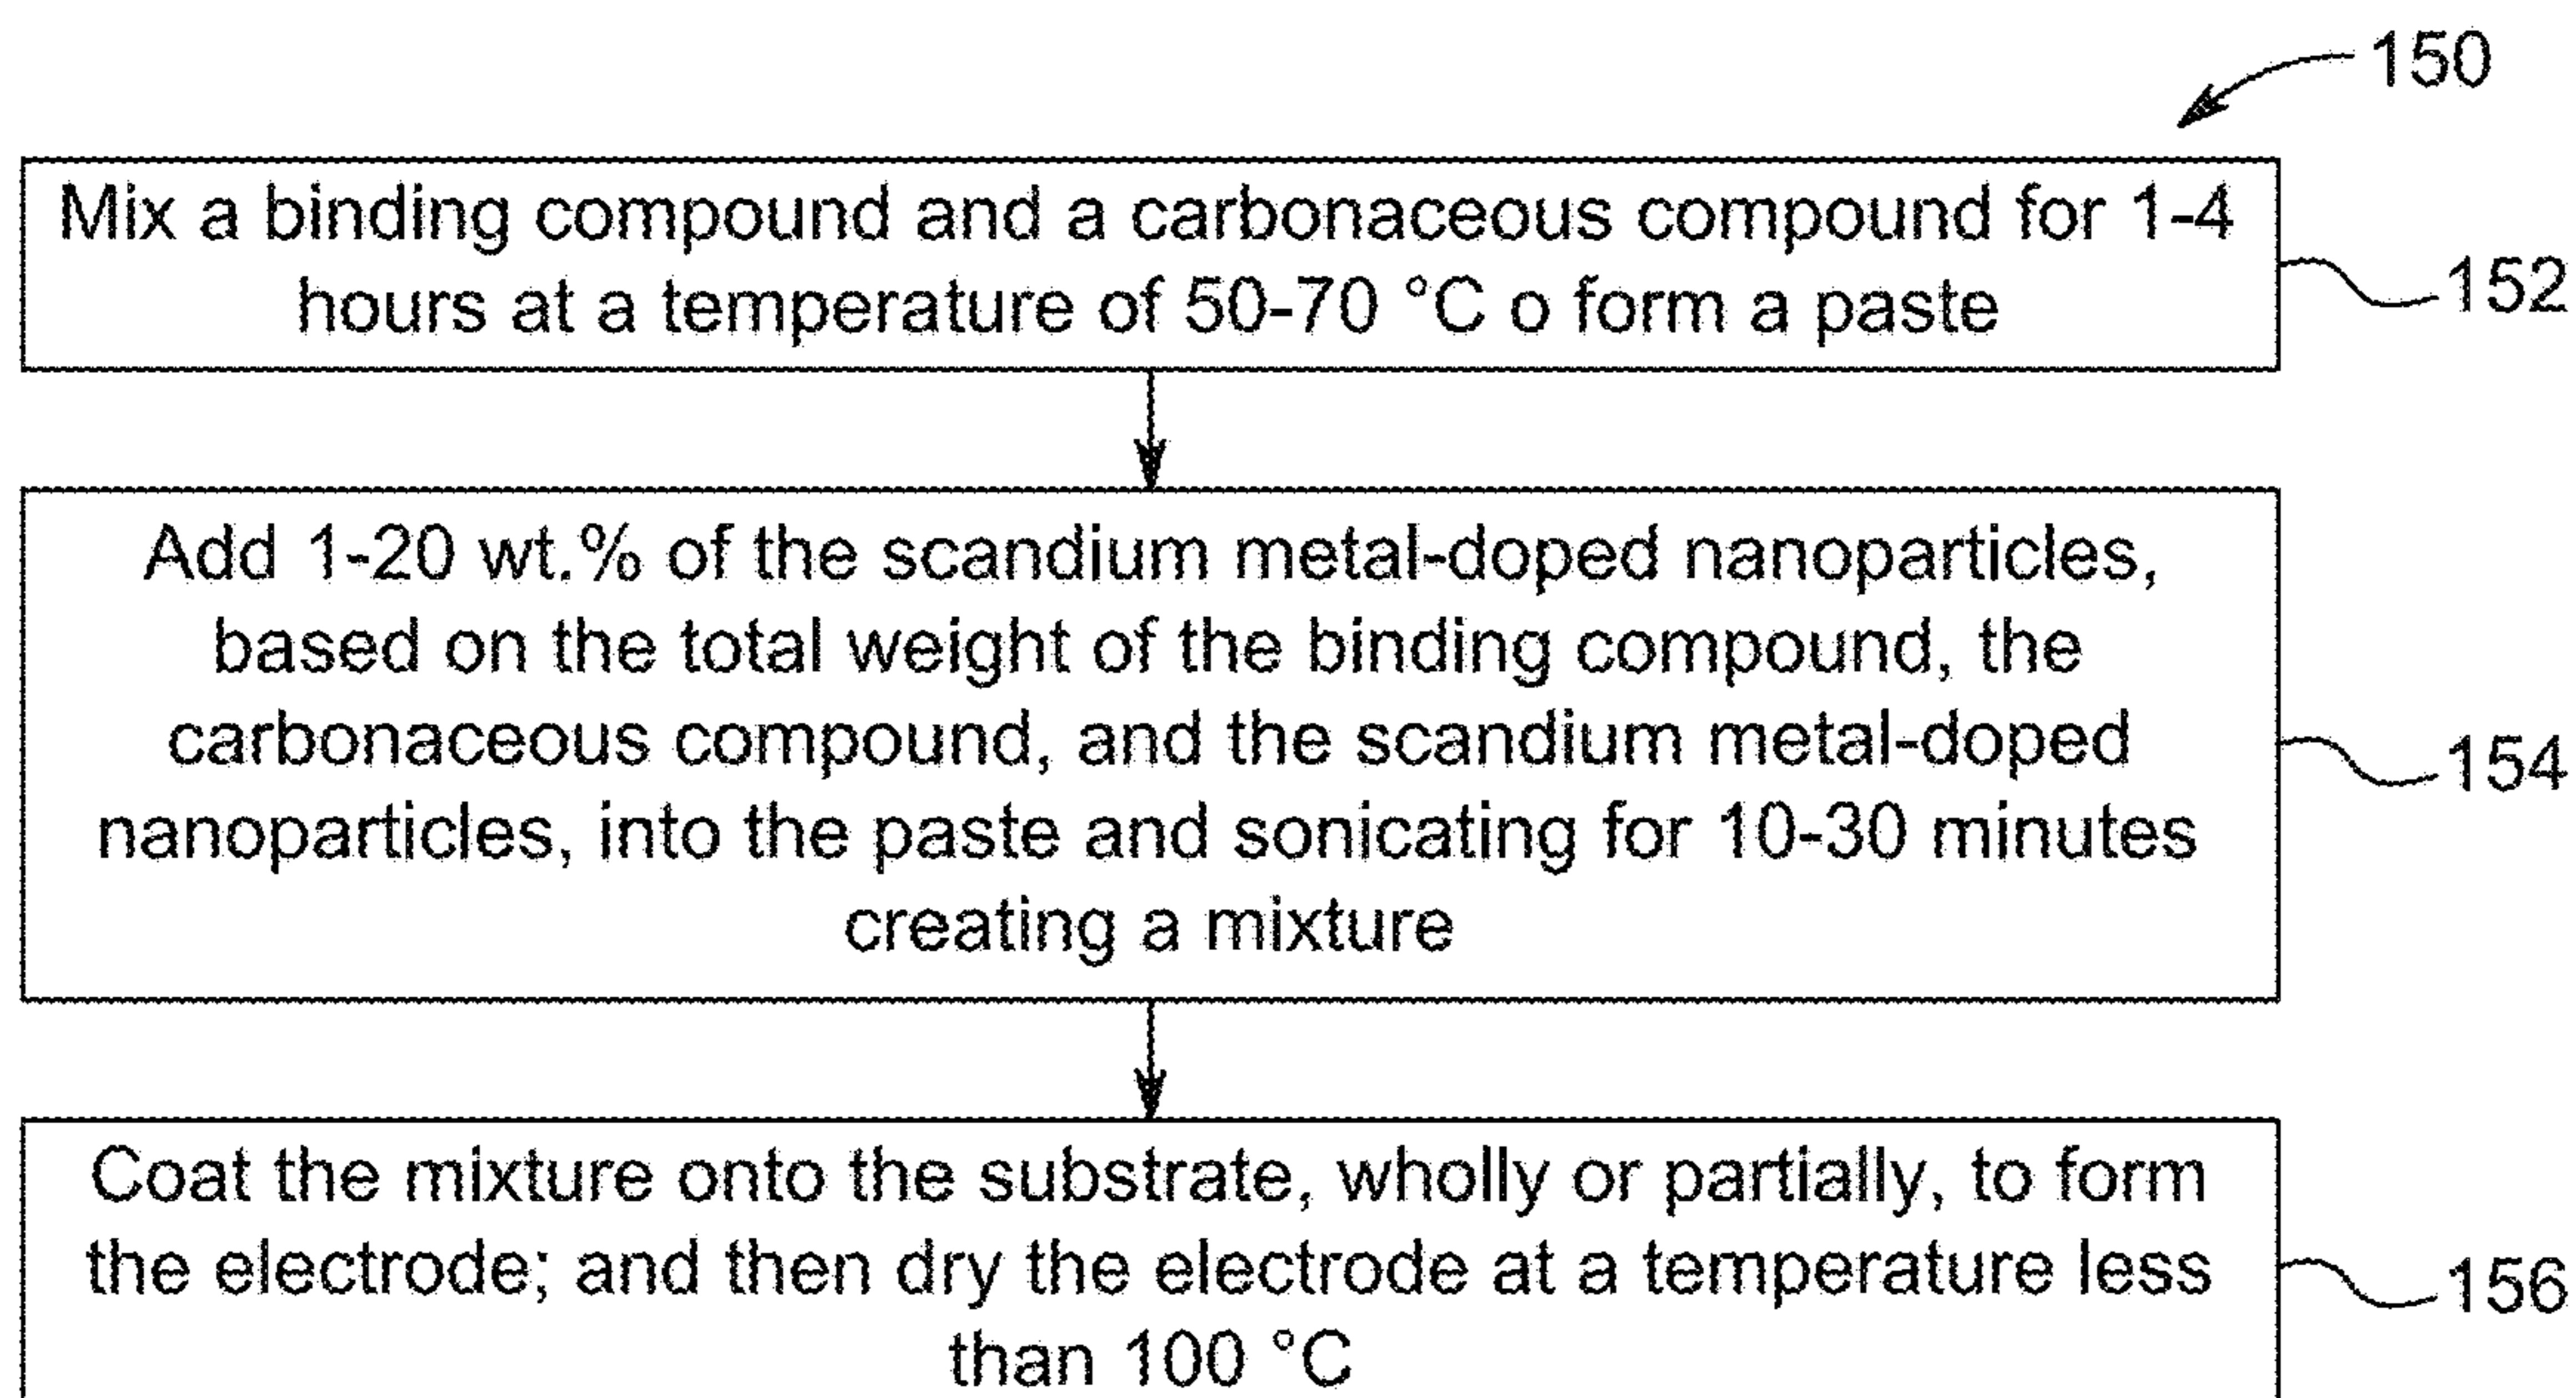 150
Mix a binding compound and a carbonaceous compound for 1-4
hours at a temperature of 50-70 °C o form a paste
152
Add 1-20 wt.% of the scandium metal-doped nanoparticles,
based on the total weight of the binding compound, the
carbonaceous compound, and the scandium metal-doped
nanoparticles, into the paste and sonicating for 10-30 minutes
creating a mixture
154
Coat the mixture onto the substrate, wholly or partially, to form
the electrode; and then dry the electrode at a temperature less
than 100 °C
156